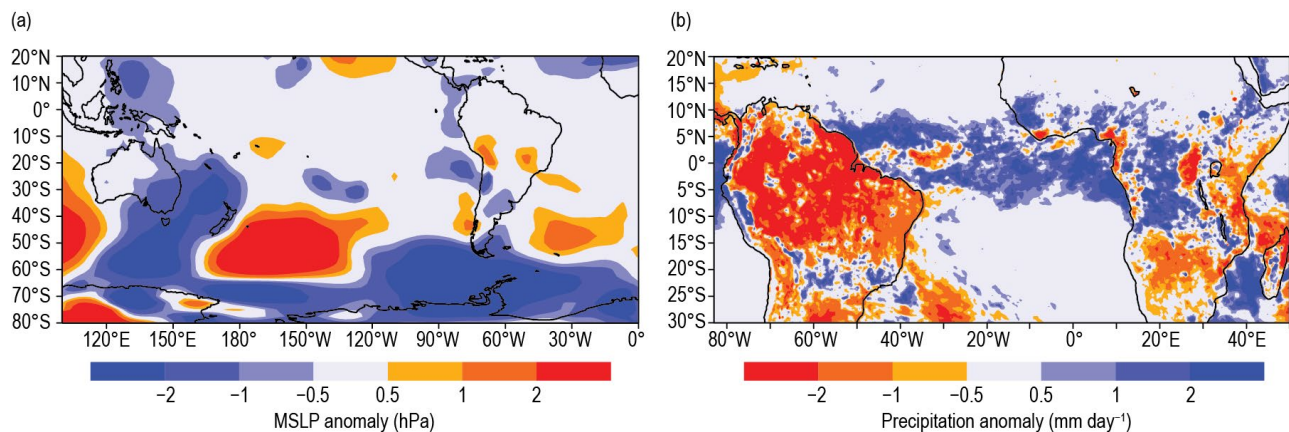 (a)
(b)
20°N
10°N
0°
10°S
20°S
30°S
40°S
50°S
60°S
70°S
80°S
120°E 150°E 180° 150°W 120°W 90°W 60°W 30°W 0°
−2 −1 −0.5 0.5 1 2
MSLP anomaly (hPa)
20°N
15°N
10°N
5°N
0°
5°S
10°S
15°S
20°S
25°S
30°S
80°W 60°W 40°W 20°W 0° 20°E 40°E
−2 −1 −0.5 0.5 1 2
Precipitation anomaly (mm day⁻¹)